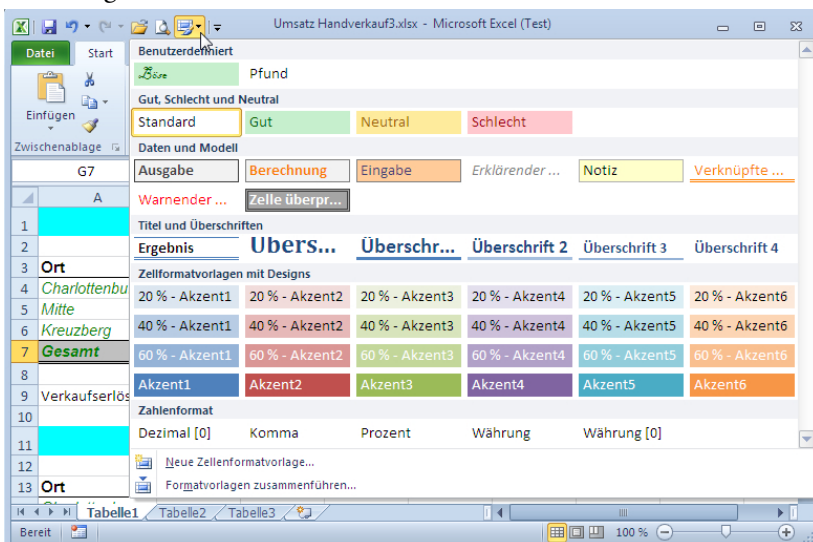 Umsatz Handverkauf3.xlsx - Microsoft Excel (Test)
Datei Start
Einfügen
Zwischenablage
G7
A
1
2
3 Ort
4 Charlottenbu
5 Mitte
6 Kreuzberg
7 Gesamt
8
9 Verkaufserlös
10
11
12
13 Ort
Benutzerdefiniert
Böse Pfund
Gut, Schlecht und Neutral
Standard Gut Neutral Schlecht
Daten und Modell
Ausgabe Berechnung Eingabe Erklärender ... Notiz Verknüpfte ...
Warnender ... Zelle überpr...
Titel und Überschriften
Ergebnis Übers... Überschr... Überschrift 2 Überschrift 3 Überschrift 4
Zellformatvorlagen mit Designs
20 % - Akzent1 20 % - Akzent2 20 % - Akzent3 20 % - Akzent4 20 % - Akzent5 20 % - Akzent6
40 % - Akzent1 40 % - Akzent2 40 % - Akzent3 40 % - Akzent4 40 % - Akzent5 40 % - Akzent6
60 % - Akzent1 60 % - Akzent2 60 % - Akzent3 60 % - Akzent4 60 % - Akzent5 60 % - Akzent6
Akzent1 Akzent2 Akzent3 Akzent4 Akzent5 Akzent6
Zahlenformat
Dezimal [0] Komma Prozent Währung Währung [0]
Neue Zellenformatvorlage...
Formatvorlagen zusammenführen...
Tabelle1 Tabelle2 Tabelle3
Bereit 100 %